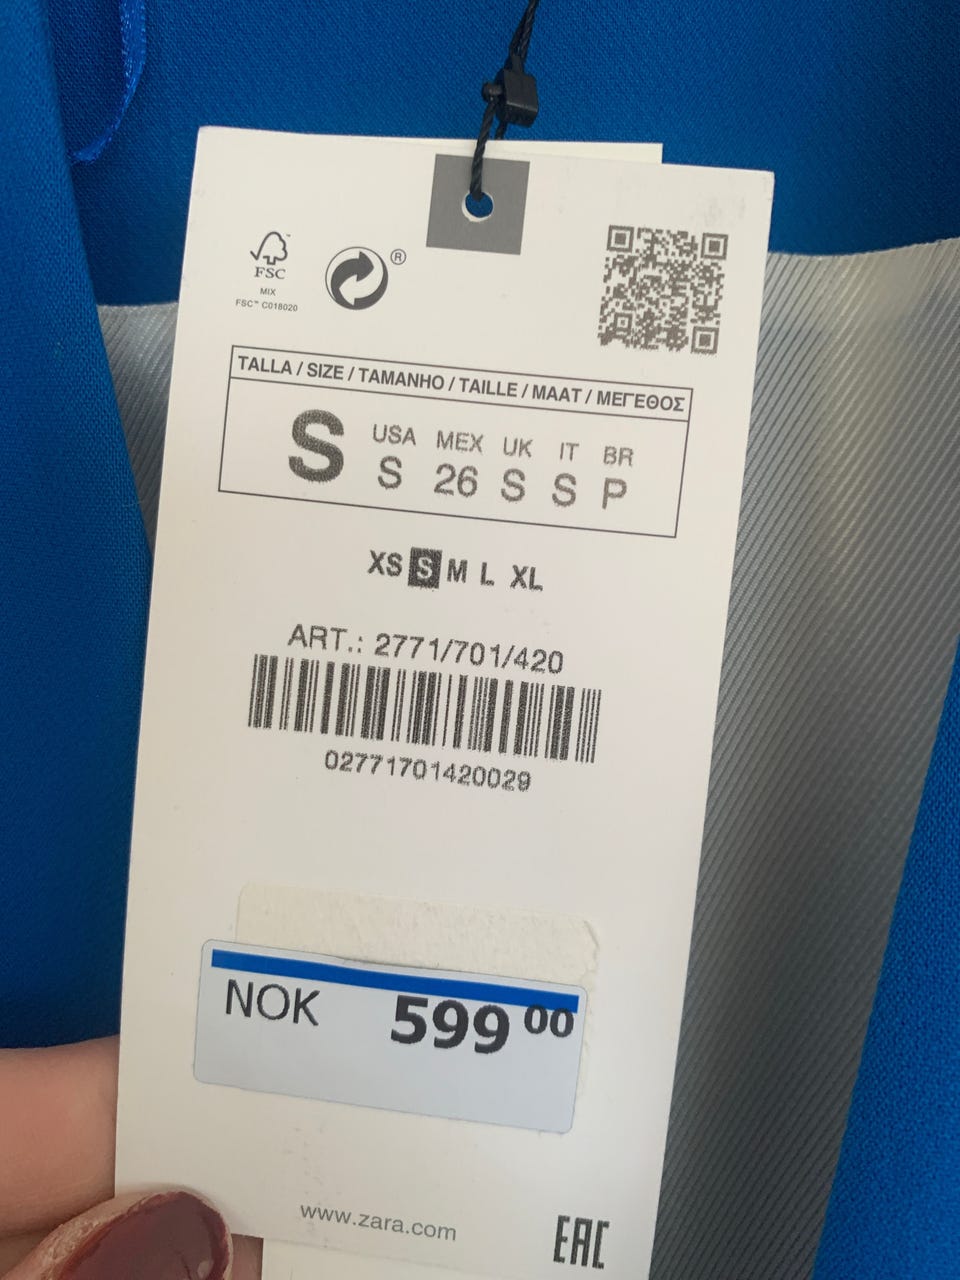 FSC
MIX
FSC™ C018020
®
TALLA / SIZE / TAMANHO / TAILLE / MAAT / ΜΕΓΕΘΟΣ
S USA MEX UK IT BR
S 26 S S P
XS S M L XL
ART.: 2771/701/420
02771701420029
NOK 599 00
www.zara.com
EAC